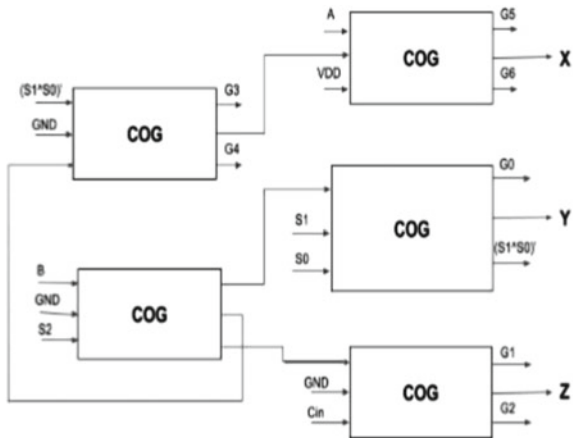 A
G5
COG
X
VDD
G6
(S1^S0)'
G3
GND
COG
G4
G0
S1
COG
Y
S0
(S1^S0)'
B
GND
COG
S2
G1
GND
COG
Z
Cin
G2